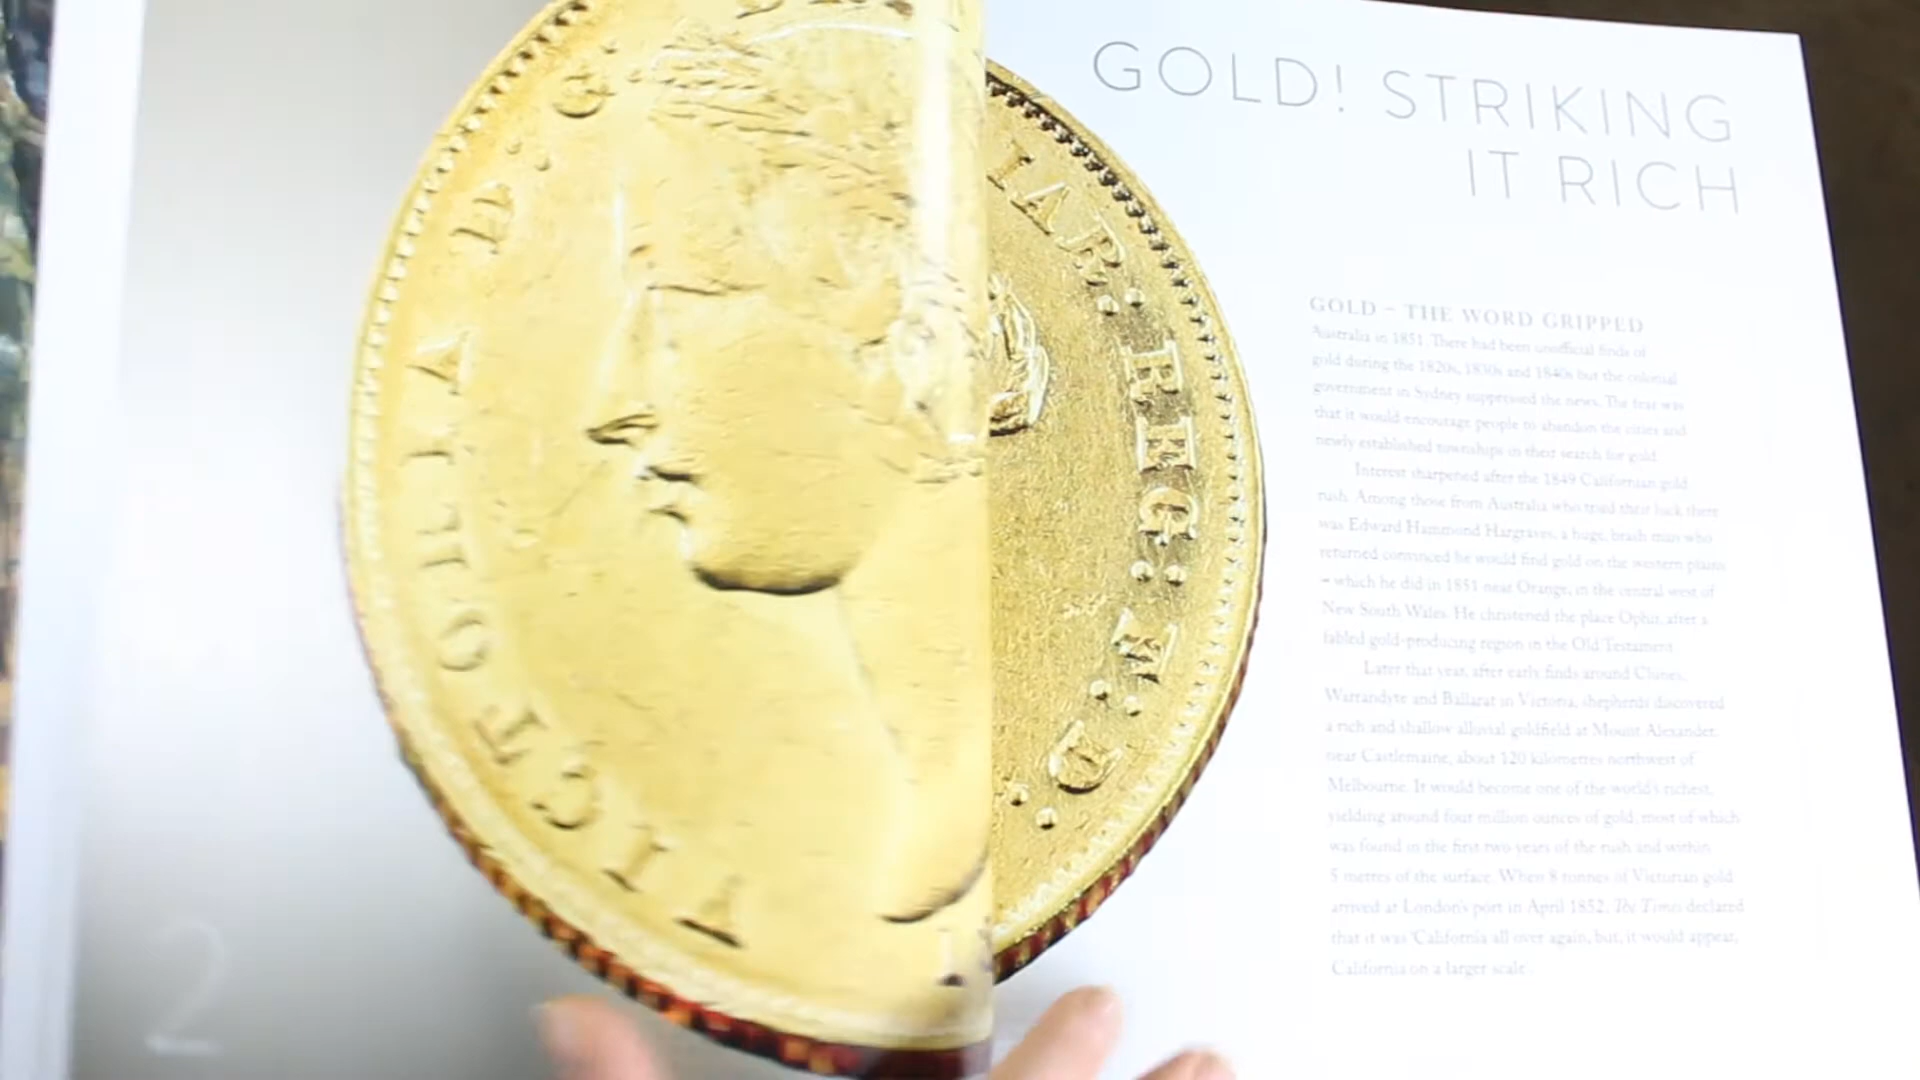 VICTORIA D: G:
IAR: REG: F: D:
2
GOLD! STRIKING
IT RICH
GOLD – THE WORD GRIPPED
Australia in 1851. There had been unofficial finds of
gold during the 1820s, 1830s and 1840s but the colonial
government in Sydney suppressed the news. The fear was
that it would encourage people to abandon the cities and
newly established townships in their search for gold.
Interest sharpened after the 1849 Californian gold
rush. Among those from Australia who tried their luck there
was Edward Hammond Hargraves, a huge, brash man who
returned convinced he would find gold on the western plains
– which he did in 1851 near Orange, in the central west of
New South Wales. He christened the place Ophir, after a
fabled gold-producing region in the Old Testament.
Later that year, after early finds around Clunes,
Warrandyte and Ballarat in Victoria, shepherds discovered
a rich and shallow alluvial goldfield at Mount Alexander,
near Castlemaine, about 120 kilometres northwest of
Melbourne. It would become one of the world's richest,
yielding around four million ounces of gold, most of which
was found in the first two years of the rush and within
5 metres of the surface. When 8 tonnes of Victorian gold
arrived at London's port in April 1852, The Times declared
that it was 'California all over again, but, it would appear,
California on a larger scale'.